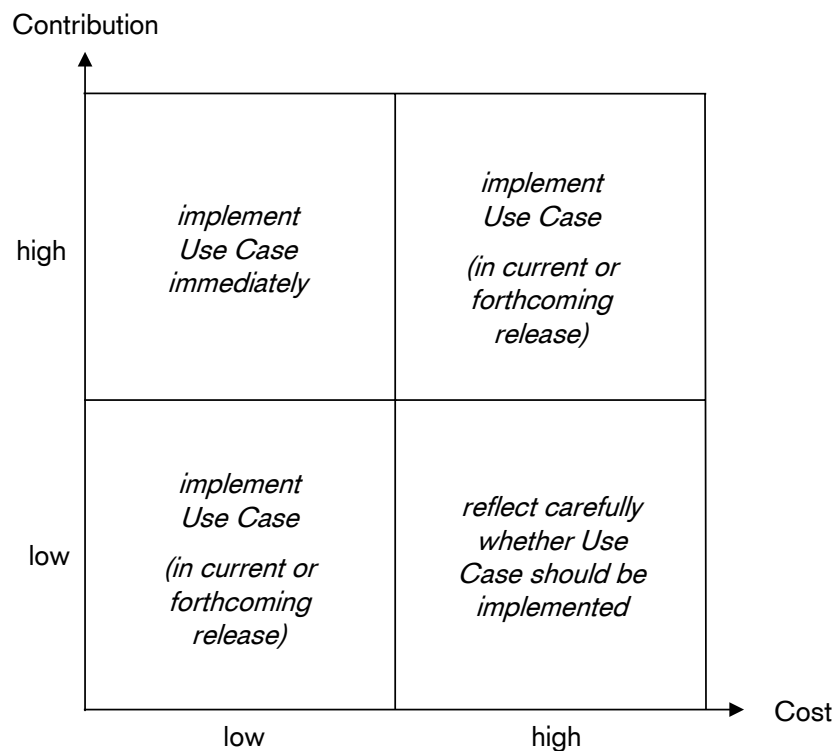 Contribution
high
implement
Use Case
immediately
implement
Use Case
(in current or
forthcoming
release)
low
implement
Use Case
(in current or
forthcoming
release)
reflect carefully
whether Use
Case should be
implemented
low
high
Cost